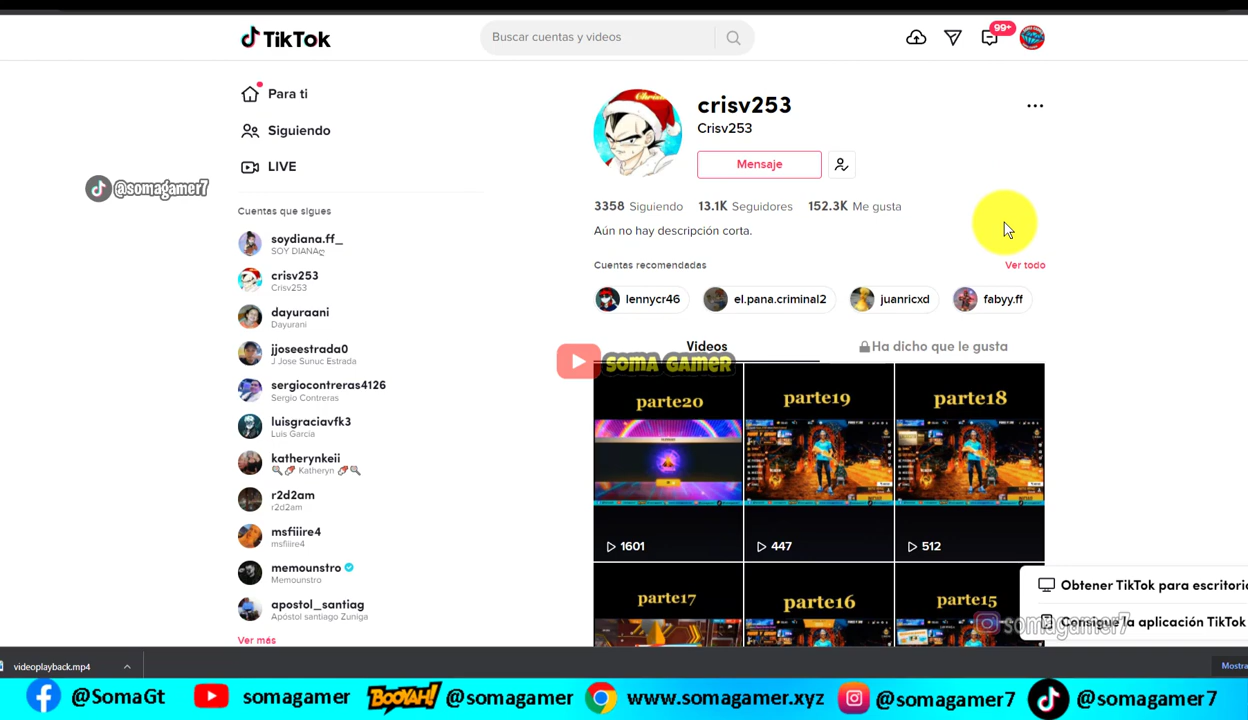 TikTok
Buscar cuentas y videos
99+
Para ti
Siguiendo
LIVE
@somagamer7
Cuentas que sigues
soydiana.ff_
SOY DIANAღ
crisv253
Crisv253
dayuraani
Dayurani
jjoseestrada0
J Jose Sunuc Estrada
sergiocontreras4126
Sergio Contreras
luisgraciavfk3
Luis Garcia
katherynkeii
Katheryn
r2d2am
r2d2am
msfiiire4
msfiiire4
memounstro
Memounstro
apostol_santiag
Apostol santiago Zuniga
Ver más
Christmas
crisv253
Crisv253
Mensaje
3358 Siguiendo 13.1K Seguidores 152.3K Me gusta
Aún no hay descripción corta.
Cuentas recomendadas
Ver todo
lennycr46
el.pana.criminal2
juanricxd
fabyy.ff
Videos
Ha dicho que le gusta
SOMA GAMER
parte20
parte19
parte18
1601
447
512
parte17
parte16
parte15
Obtener TikTok para escritorio
Consigue la aplicación TikTok
somagamer7
videoplayback.mp4
Mostra
@SomaGt
somagamer
BOOYAH!
@somagamer
www.somagamer.xyz
@somagamer7
@somagamer7